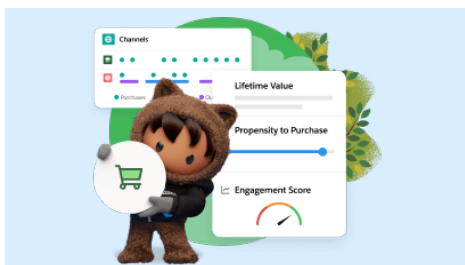 Channels
Purchases
Lifetime Value
Propensity to Purchase
Engagement Score